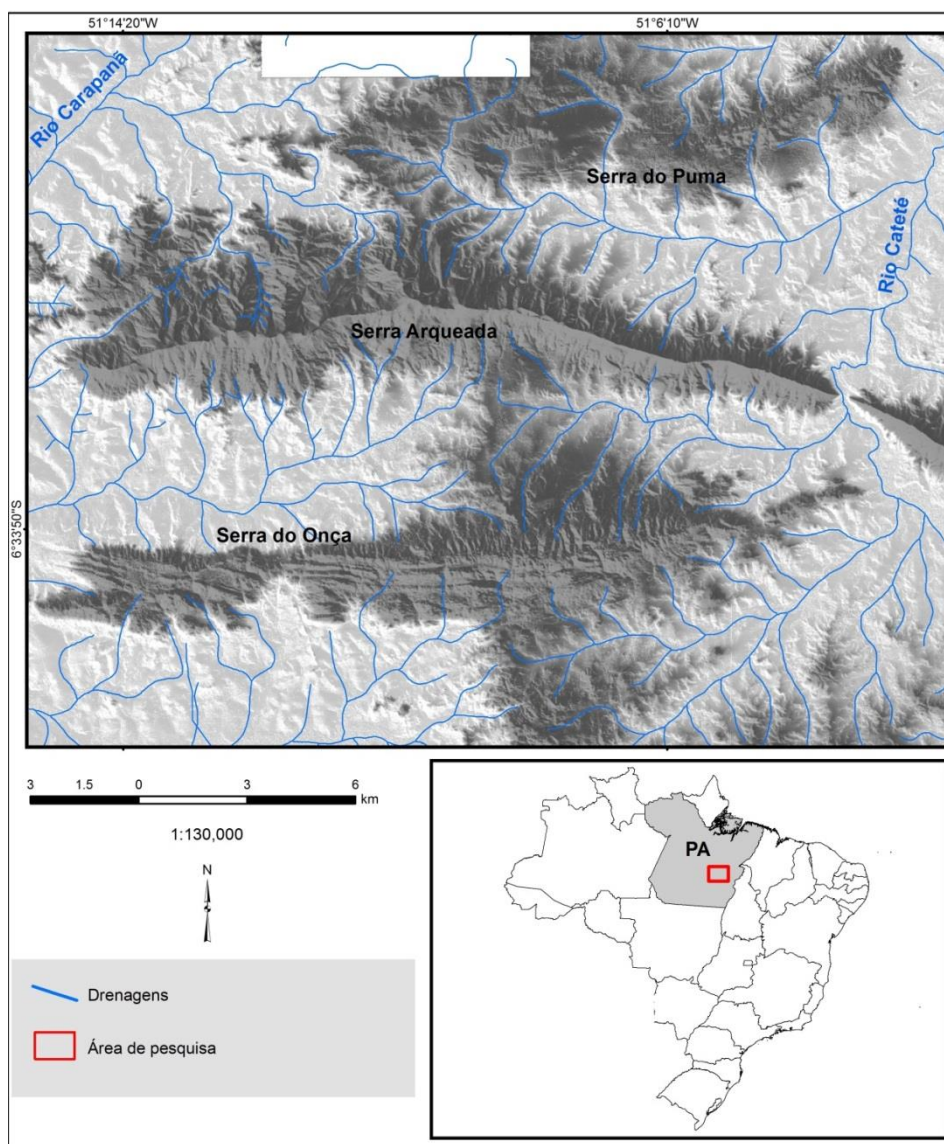 51°14'20"W
51°6'10"W
Rio Carapanã
Serra do Puma
Rio Cateté
Serra Arqueada
6°33'50"S
Serra do Onça
3 1.5 0 3 6
km
1:130,000
N
PA
Drenagens
Área de pesquisa